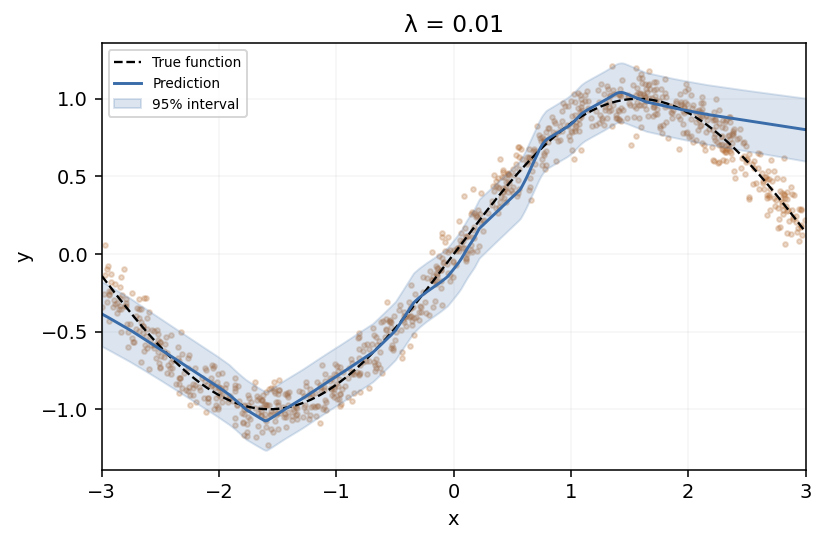 λ = 0.01
True function
Prediction
95% interval
1.0
0.5
0.0
−0.5
−1.0
y
−3
−2
−1
0
1
2
3
x